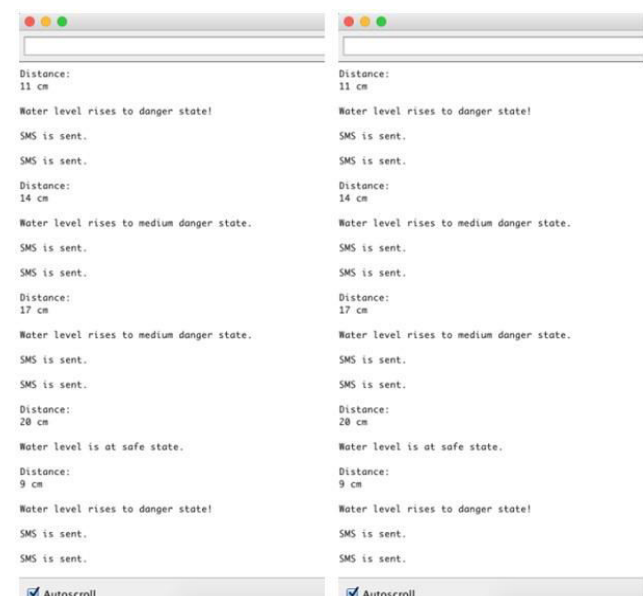 Distance:
11 cm
Water level rises to danger state!
SMS is sent.
SMS is sent.
Distance:
14 cm
Water level rises to medium danger state.
SMS is sent.
SMS is sent.
Distance:
17 cm
Water level rises to medium danger state.
SMS is sent.
SMS is sent.
Distance:
20 cm
Water level is at safe state.
Distance:
9 cm
Water level rises to danger state!
SMS is sent.
SMS is sent.
Autoscroll
Distance:
11 cm
Water level rises to danger state!
SMS is sent.
SMS is sent.
Distance:
14 cm
Water level rises to medium danger state.
SMS is sent.
SMS is sent.
Distance:
17 cm
Water level rises to medium danger state.
SMS is sent.
SMS is sent.
Distance:
20 cm
Water level is at safe state.
Distance:
9 cm
Water level rises to danger state!
SMS is sent.
SMS is sent.
Autoscroll